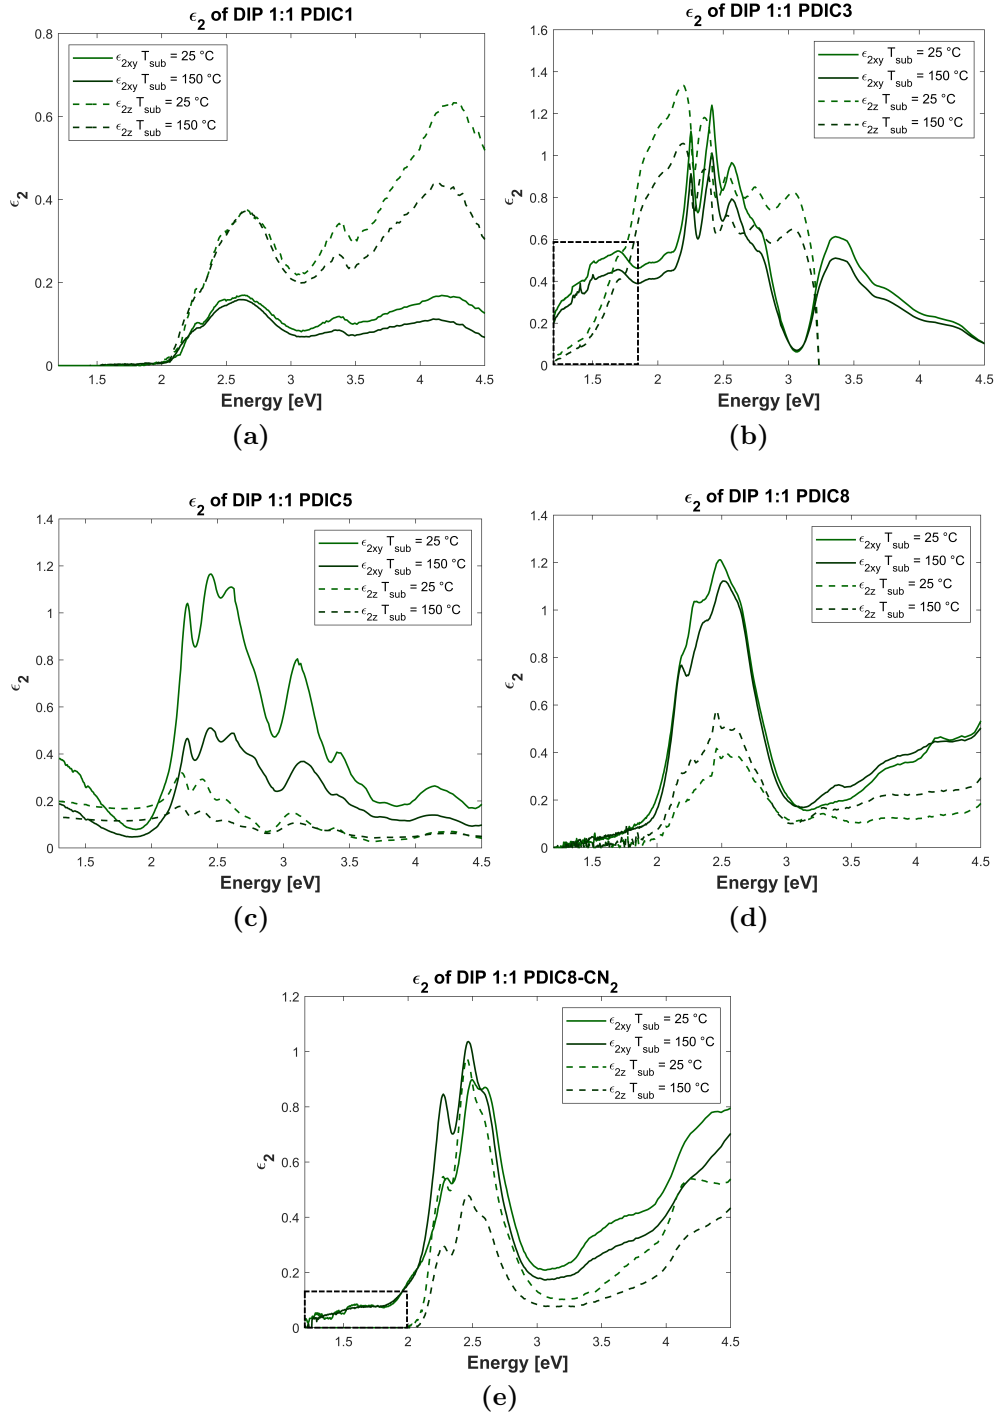 ϵ2 of DIP 1:1 PDIC1
0.8
0.6
0.4
0.2
0
ϵ2
ϵ2xy Tsub = 25 °C
ϵ2xy Tsub = 150 °C
ϵ2z Tsub = 25 °C
ϵ2z Tsub = 150 °C
1.5 2 2.5 3 3.5 4 4.5
Energy [eV]
(a)
ϵ2 of DIP 1:1 PDIC3
1.6
1.4
1.2
1
0.8
0.6
0.4
0.2
0
ϵ2
ϵ2xy Tsub = 25 °C
ϵ2xy Tsub = 150 °C
ϵ2z Tsub = 25 °C
ϵ2z Tsub = 150 °C
1.5 2 2.5 3 3.5 4 4.5
Energy [eV]
(b)
ϵ2 of DIP 1:1 PDIC5
1.4
1.2
1
0.8
0.6
0.4
0.2
0
ϵ2
ϵ2xy Tsub = 25 °C
ϵ2xy Tsub = 150 °C
ϵ2z Tsub = 25 °C
ϵ2z Tsub = 150 °C
1.5 2 2.5 3 3.5 4 4.5
Energy [eV]
(c)
ϵ2 of DIP 1:1 PDIC8
1.4
1.2
1
0.8
0.6
0.4
0.2
0
ϵ2
ϵ2xy Tsub = 25 °C
ϵ2xy Tsub = 150 °C
ϵ2z Tsub = 25 °C
ϵ2z Tsub = 150 °C
1.5 2 2.5 3 3.5 4 4.5
Energy [eV]
(d)
ϵ2 of DIP 1:1 PDIC8-CN2
1.2
1
0.8
0.6
0.4
0.2
0
ϵ2
ϵ2xy Tsub = 25 °C
ϵ2xy Tsub = 150 °C
ϵ2z Tsub = 25 °C
ϵ2z Tsub = 150 °C
1.5 2 2.5 3 3.5 4 4.5
Energy [eV]
(e)